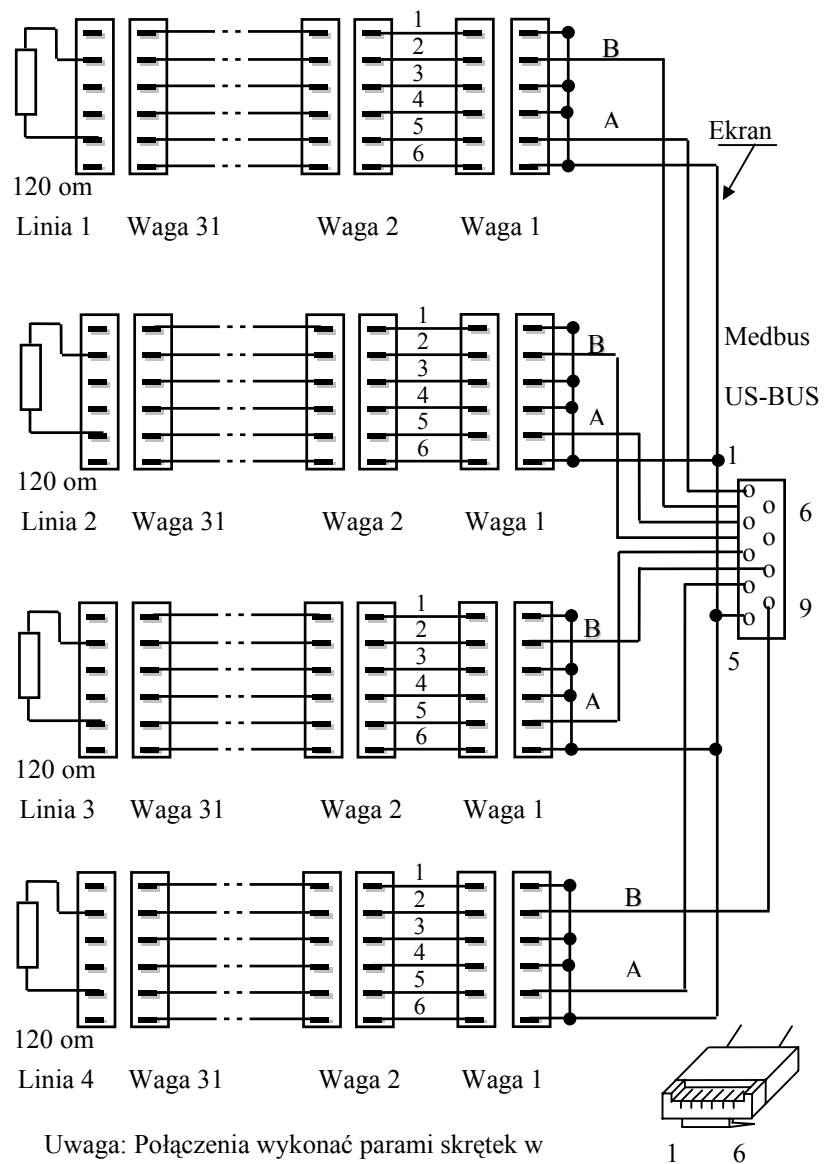 1
2
3
4
5
6
B
A
Ekran
120 om
Linia 1 Waga 31 Waga 2 Waga 1
1
2
3
4
5
6
B
A
Medbus
US-BUS
1
6
9
5
120 om
Linia 2 Waga 31 Waga 2 Waga 1
1
2
3
4
5
6
B
A
120 om
Linia 3 Waga 31 Waga 2 Waga 1
1
2
3
4
5
6
B
A
120 om
Linia 4 Waga 31 Waga 2 Waga 1
Uwaga: Połączenia wykonać parami skrętek w
1 6